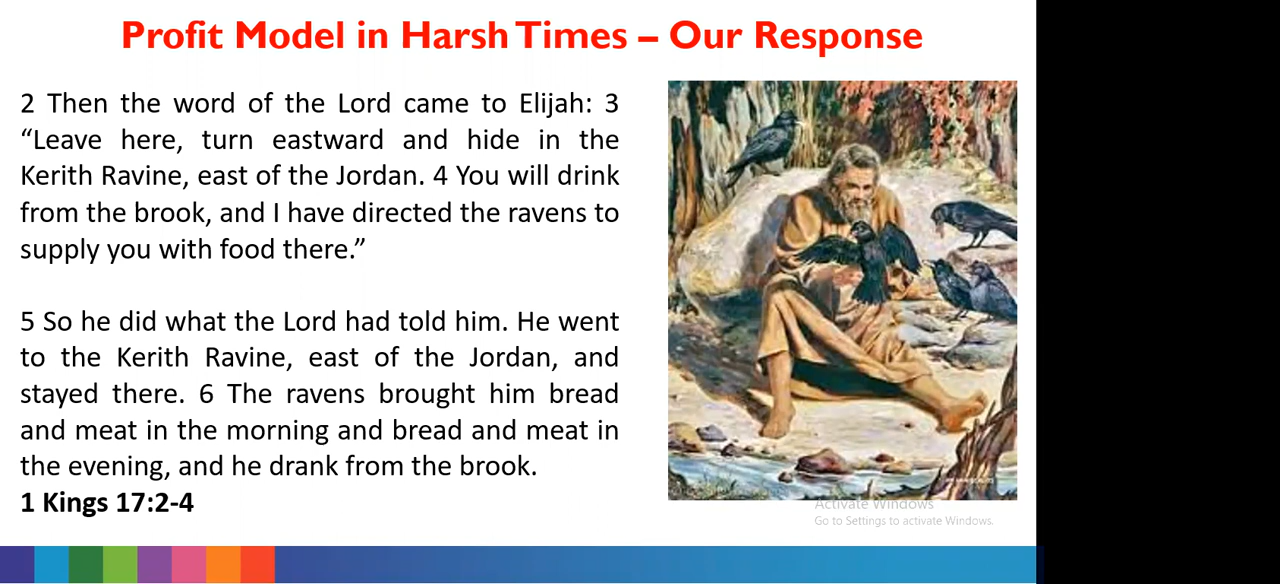 Profit Model in Harsh Times – Our Response
2 Then the word of the Lord came to Elijah: 3
“Leave here, turn eastward and hide in the
Kerith Ravine, east of the Jordan. 4 You will drink
from the brook, and I have directed the ravens to
supply you with food there.”
5 So he did what the Lord had told him. He went
to the Kerith Ravine, east of the Jordan, and
stayed there. 6 The ravens brought him bread
and meat in the morning and bread and meat in
the evening, and he drank from the brook.
1 Kings 17:2-4
Activate Windows
Go to Settings to activate Windows.